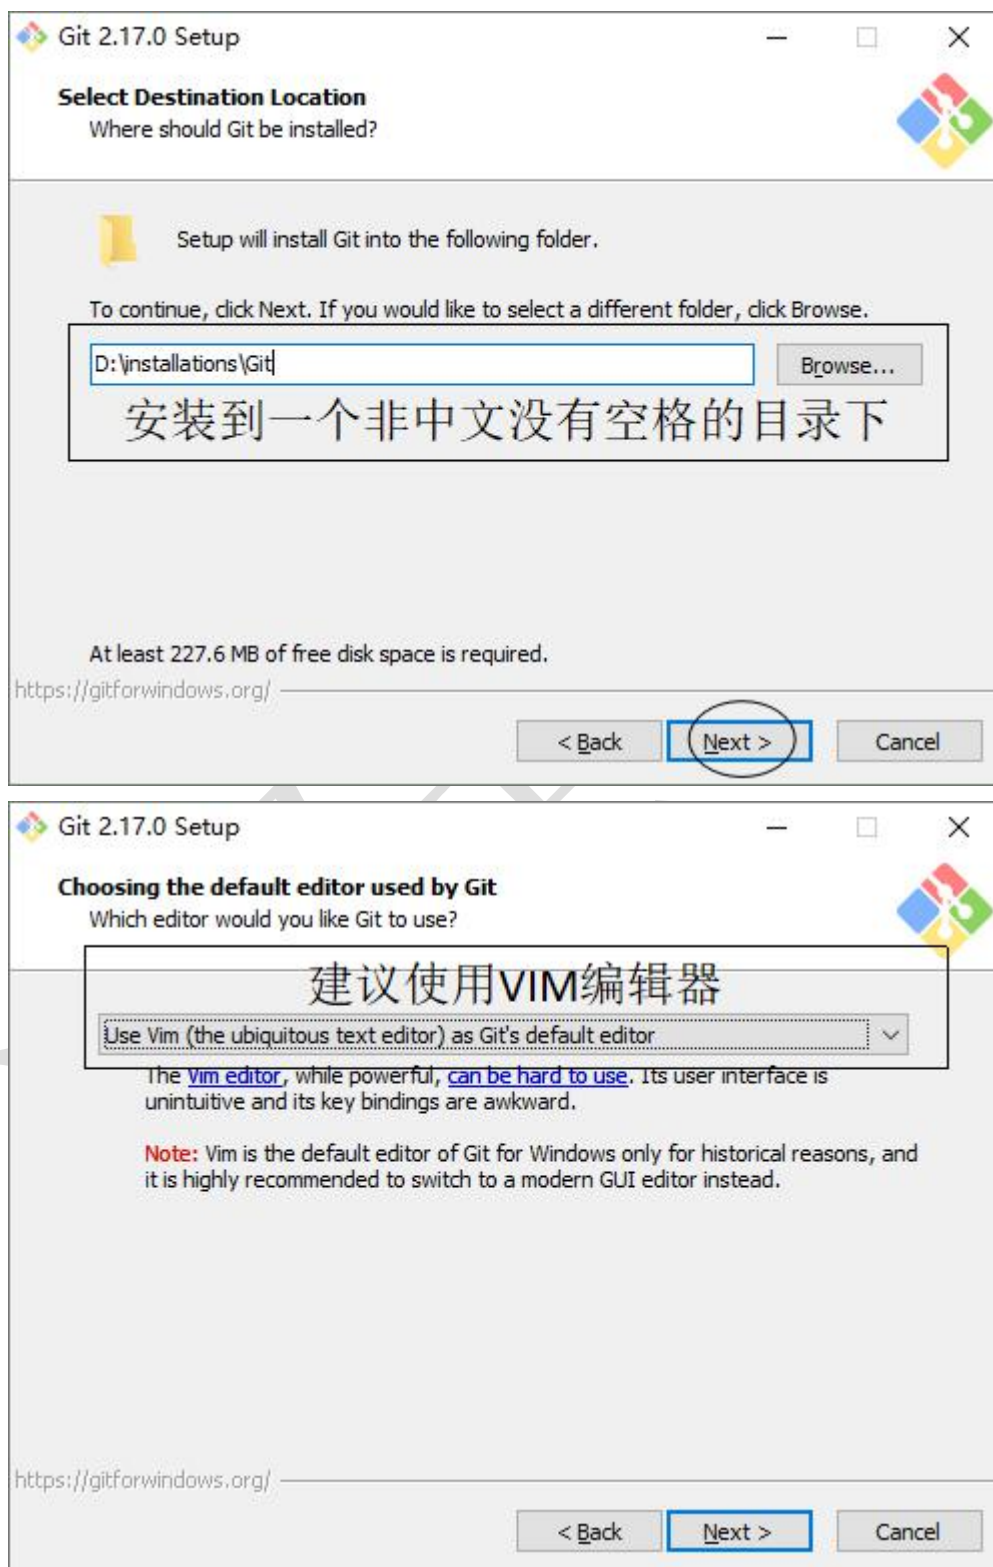 Git 2.17.0 Setup
Select Destination Location
Where should Git be installed?
Setup will install Git into the following folder.
To continue, click Next. If you would like to select a different folder, click Browse.
D:\installations\Git
Browse...
安装到一个非中文没有空格的目录下
At least 227.6 MB of free disk space is required.
https://gitforwindows.org/
< Back
Next >
Cancel
Git 2.17.0 Setup
Choosing the default editor used by Git
Which editor would you like Git to use?
建议使用VIM编辑器
Use Vim (the ubiquitous text editor) as Git's default editor
The Vim editor, while powerful, can be hard to use. Its user interface is
unintuitive and its key bindings are awkward.
Note: Vim is the default editor of Git for Windows only for historical reasons, and
it is highly recommended to switch to a modern GUI editor instead.
https://gitforwindows.org/
< Back
Next >
Cancel